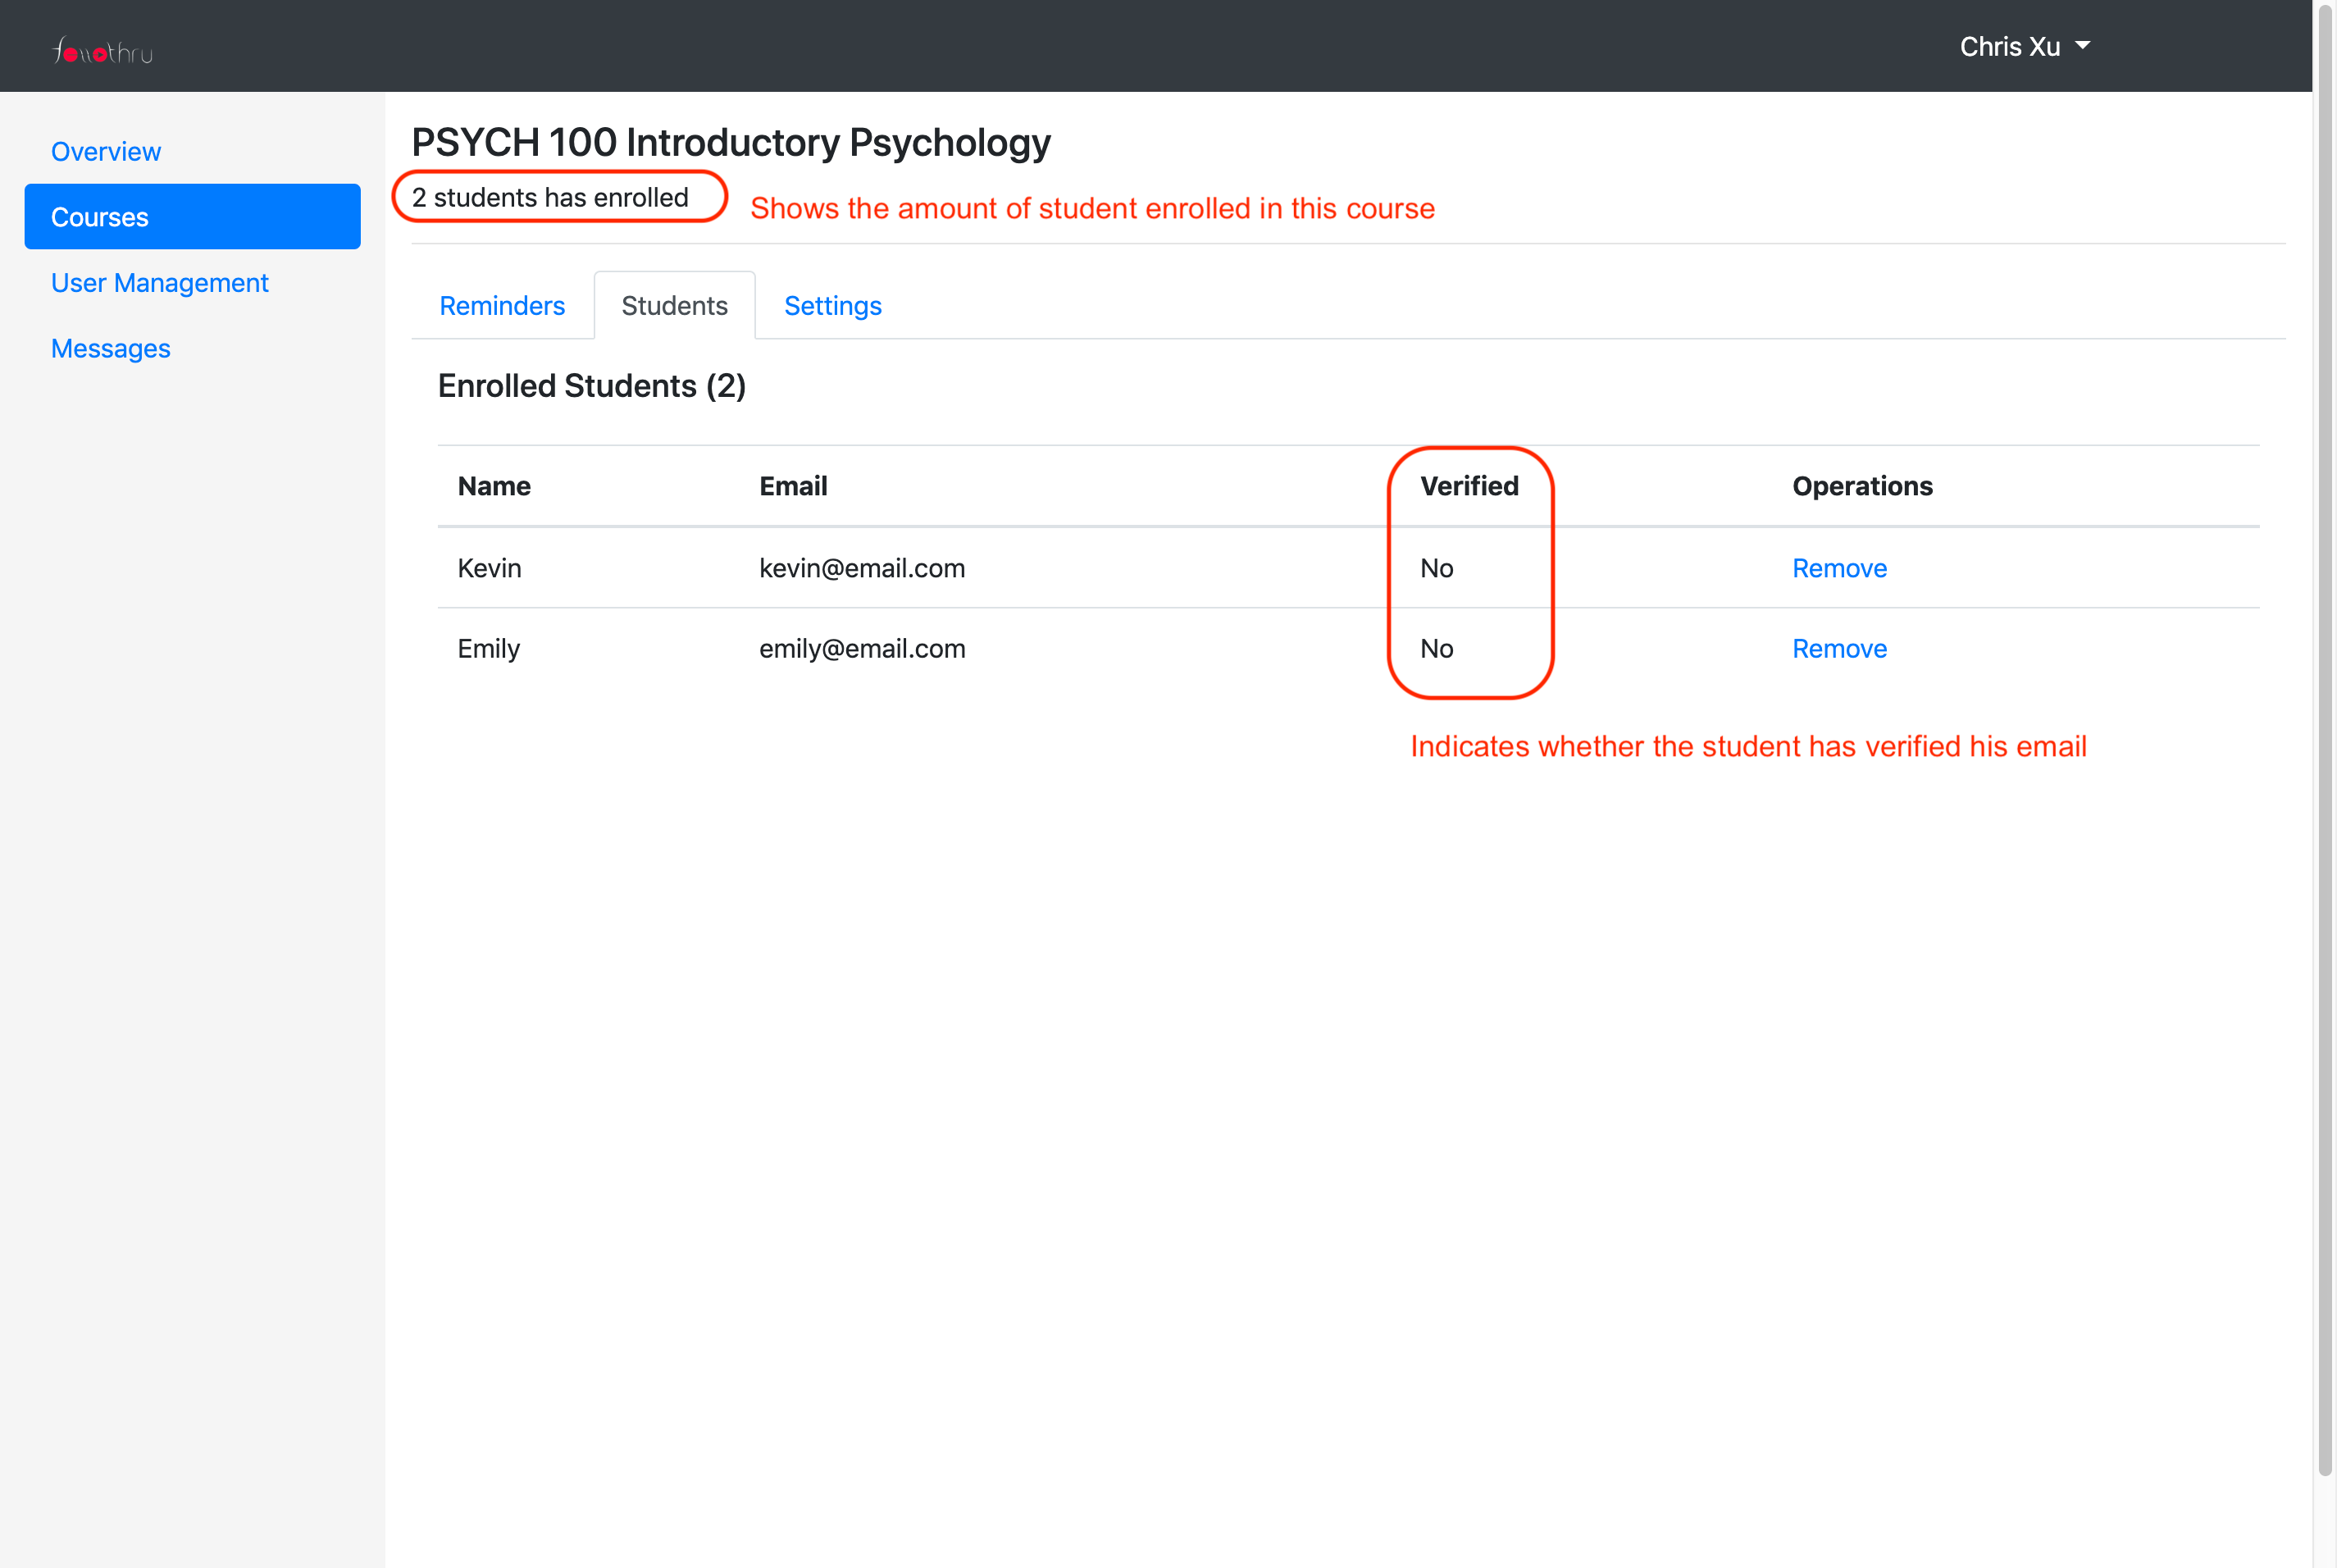 follothru
Chris Xu
Overview
Courses
User Management
Messages
PSYCH 100 Introductory Psychology
2 students has enrolled
Shows the amount of student enrolled in this course
Reminders Students Settings
Enrolled Students (2)
Name Email Verified Operations
Kevin kevin@email.com No Remove
Emily emily@email.com No Remove
Indicates whether the student has verified his email